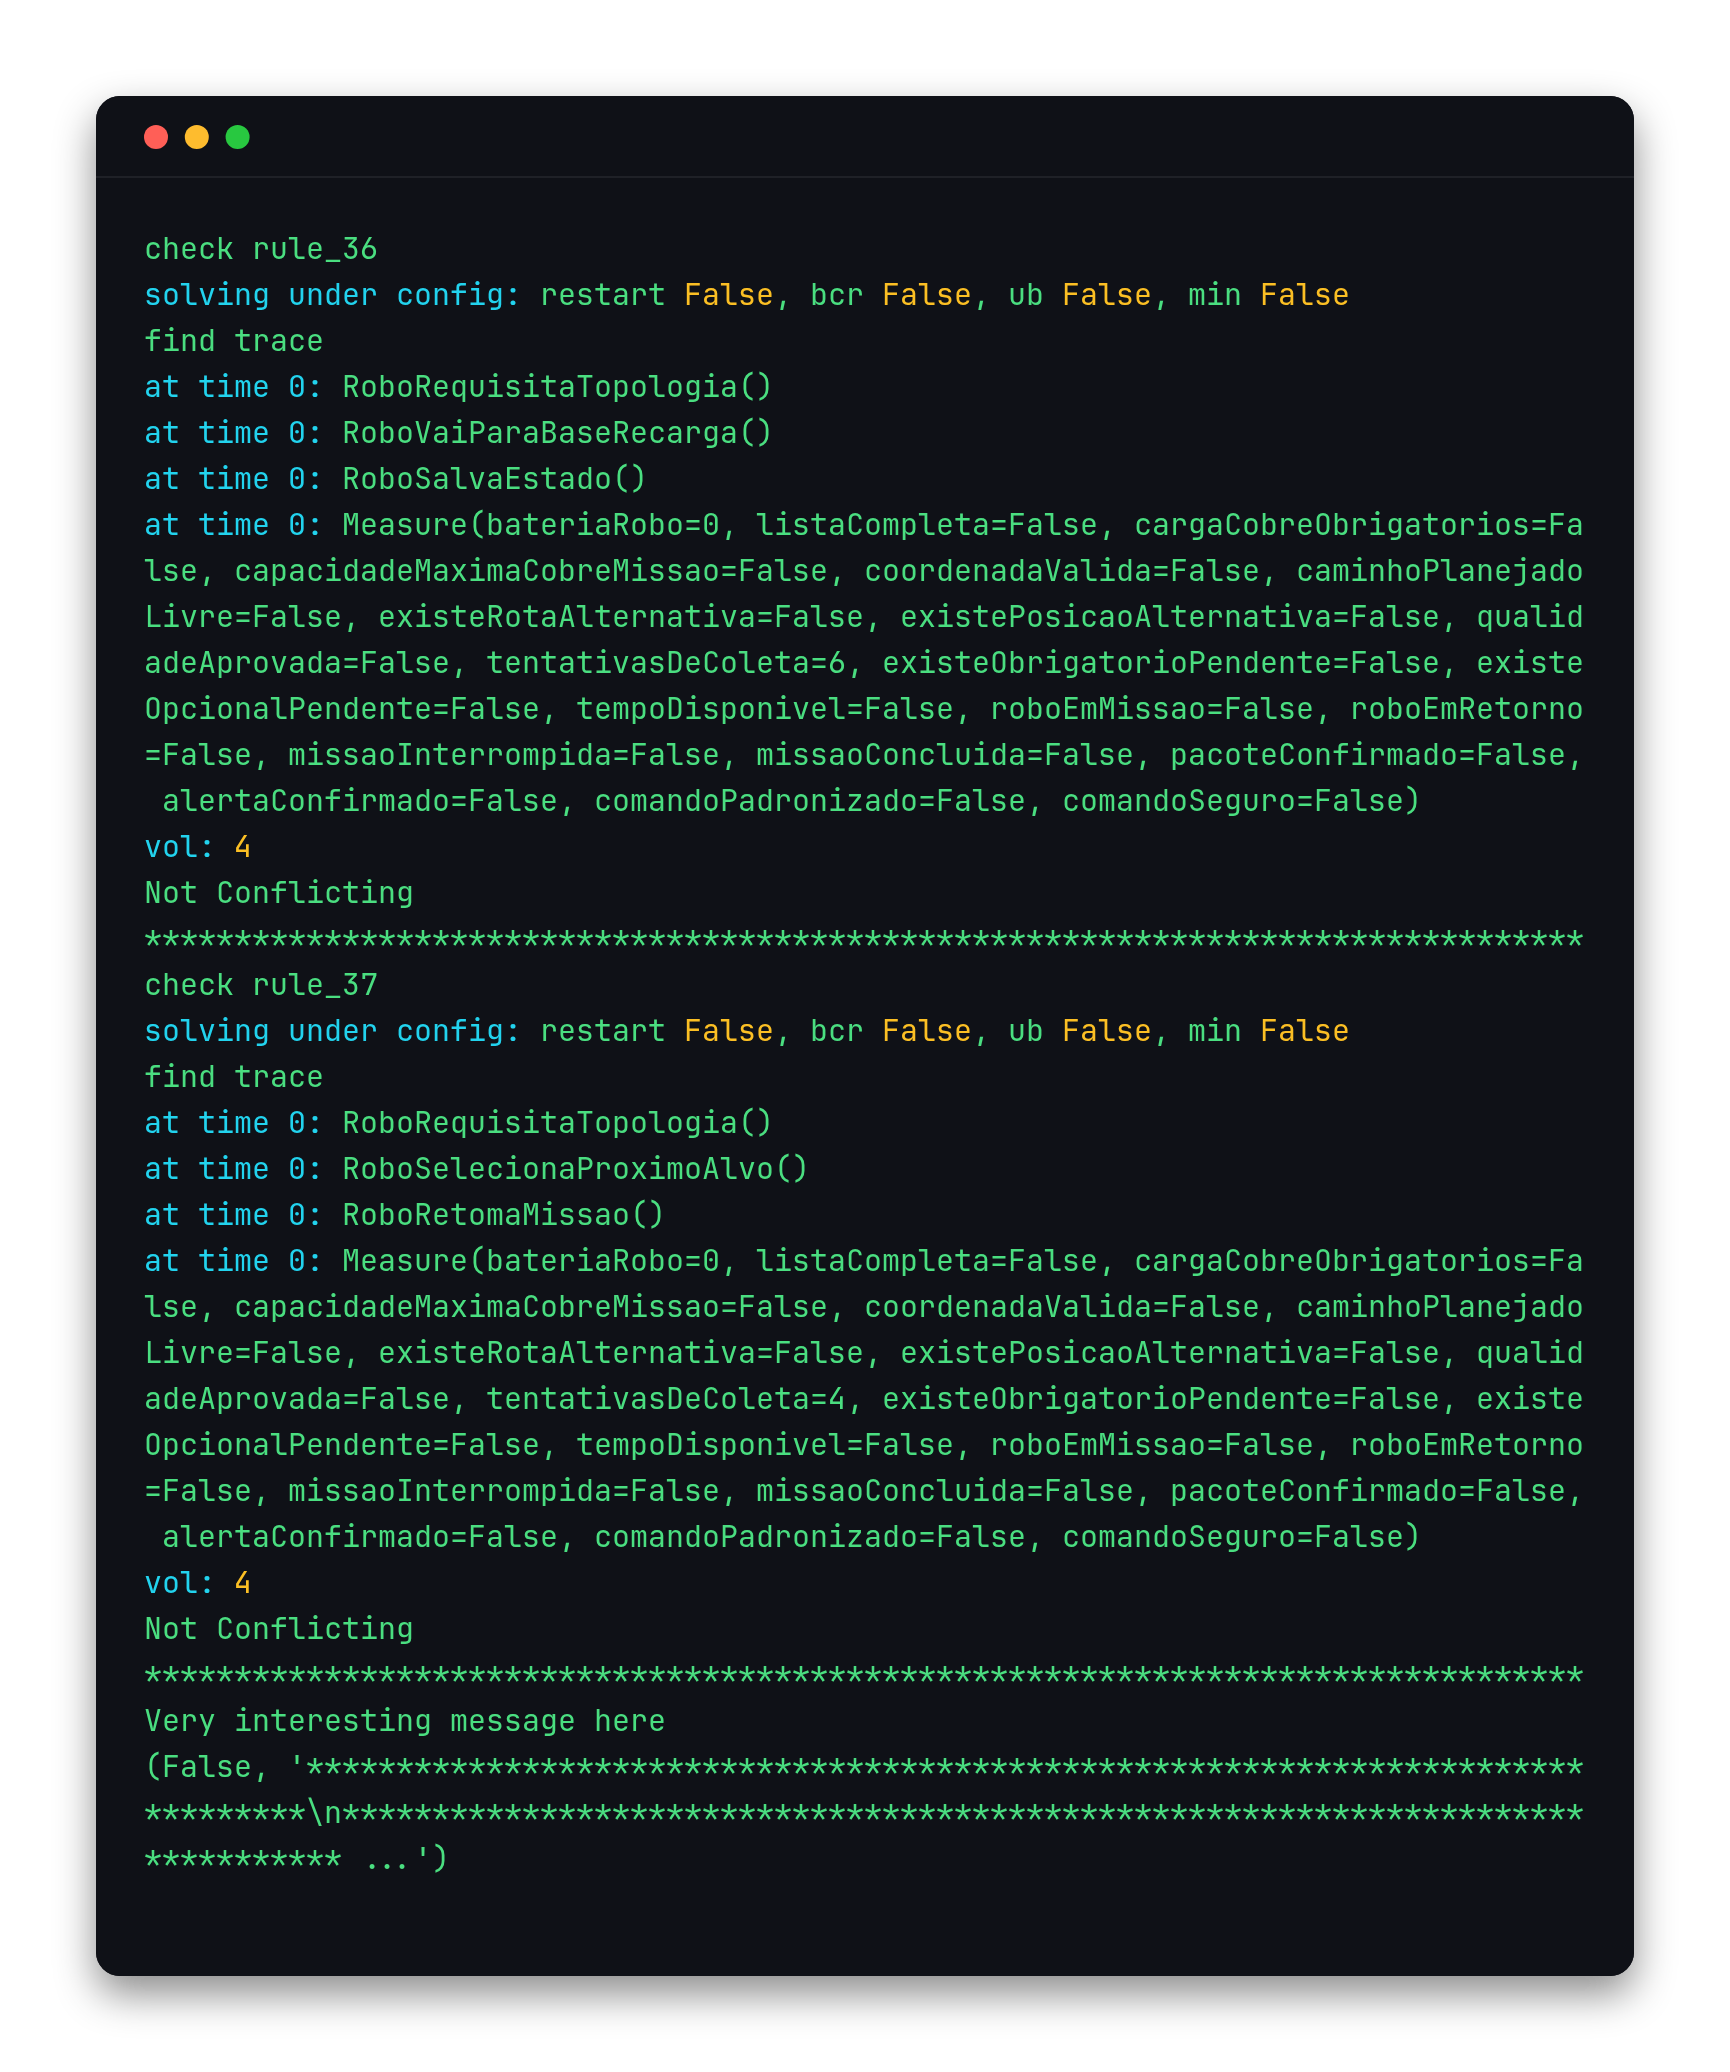 check rule_36
solving under config: restart False, bcr False, ub False, min False
find trace
at time 0: RoboRequisitaTopologia()
at time 0: RoboVaiParaBaseRecarga()
at time 0: RoboSalvaEstado()
at time 0: Measure(bateriaRobo=0, listaCompleta=False, cargaCobreObrigatorios=Fa
lse, capacidadeMaximaCobreMissao=False, coordenadaValida=False, caminhoPlanejado
Livre=False, existeRotaAlternativa=False, existePosicaoAlternativa=False, qualid
adeAprovada=False, tentativasDeColeta=6, existeObrigatorioPendente=False, existe
OpcionalPendente=False, tempoDisponivel=False, roboEmMissao=False, roboEmRetorno
=False, missaoInterrompida=False, missaoConcluida=False, pacoteConfirmado=False,
 alertaConfirmado=False, comandoPadronizado=False, comandoSeguro=False)
vol: 4
Not Conflicting
********************************************************************************
check rule_37
solving under config: restart False, bcr False, ub False, min False
find trace
at time 0: RoboRequisitaTopologia()
at time 0: RoboSelecionaProximoAlvo()
at time 0: RoboRetomaMissao()
at time 0: Measure(bateriaRobo=0, listaCompleta=False, cargaCobreObrigatorios=Fa
lse, capacidadeMaximaCobreMissao=False, coordenadaValida=False, caminhoPlanejado
Livre=False, existeRotaAlternativa=False, existePosicaoAlternativa=False, qualid
adeAprovada=False, tentativasDeColeta=4, existeObrigatorioPendente=False, existe
OpcionalPendente=False, tempoDisponivel=False, roboEmMissao=False, roboEmRetorno
=False, missaoInterrompida=False, missaoConcluida=False, pacoteConfirmado=False,
 alertaConfirmado=False, comandoPadronizado=False, comandoSeguro=False)
vol: 4
Not Conflicting
********************************************************************************
Very interesting message here
(False, '***********************************************************************
*********\n*********************************************************************
*********** ...')